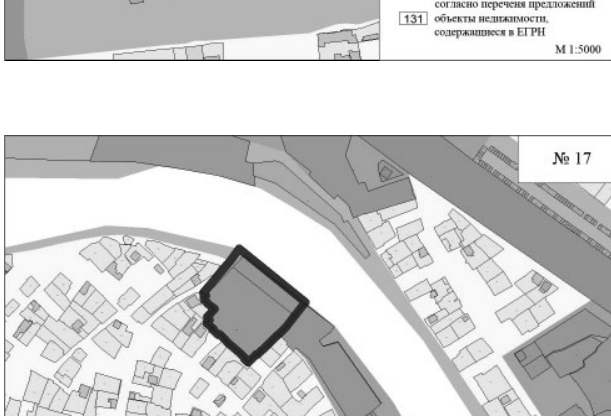 согласно перечня предложений
131 объекты недвижимости,
содержащиеся в ЕГРН
М 1:5000
№ 17